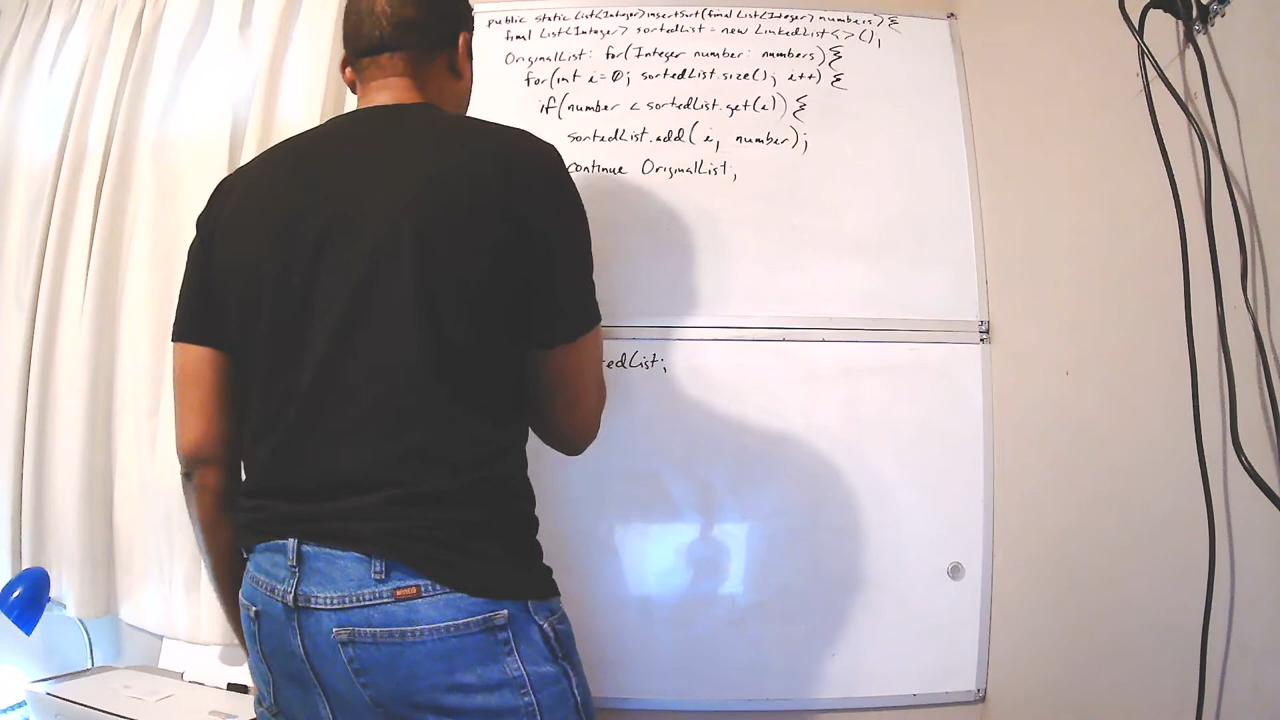 public static List<Integer> insertSort(final List<Integer> numbers) {
final List<Integer> sortedList = new LinkedList<>();
OriginalList: for(Integer number: numbers) {
for(int i=0; sortedList.size(); i++) {
if(number < sortedList.get(i)) {
sortedList.add(i, number);
continue OriginalList;
tedList;